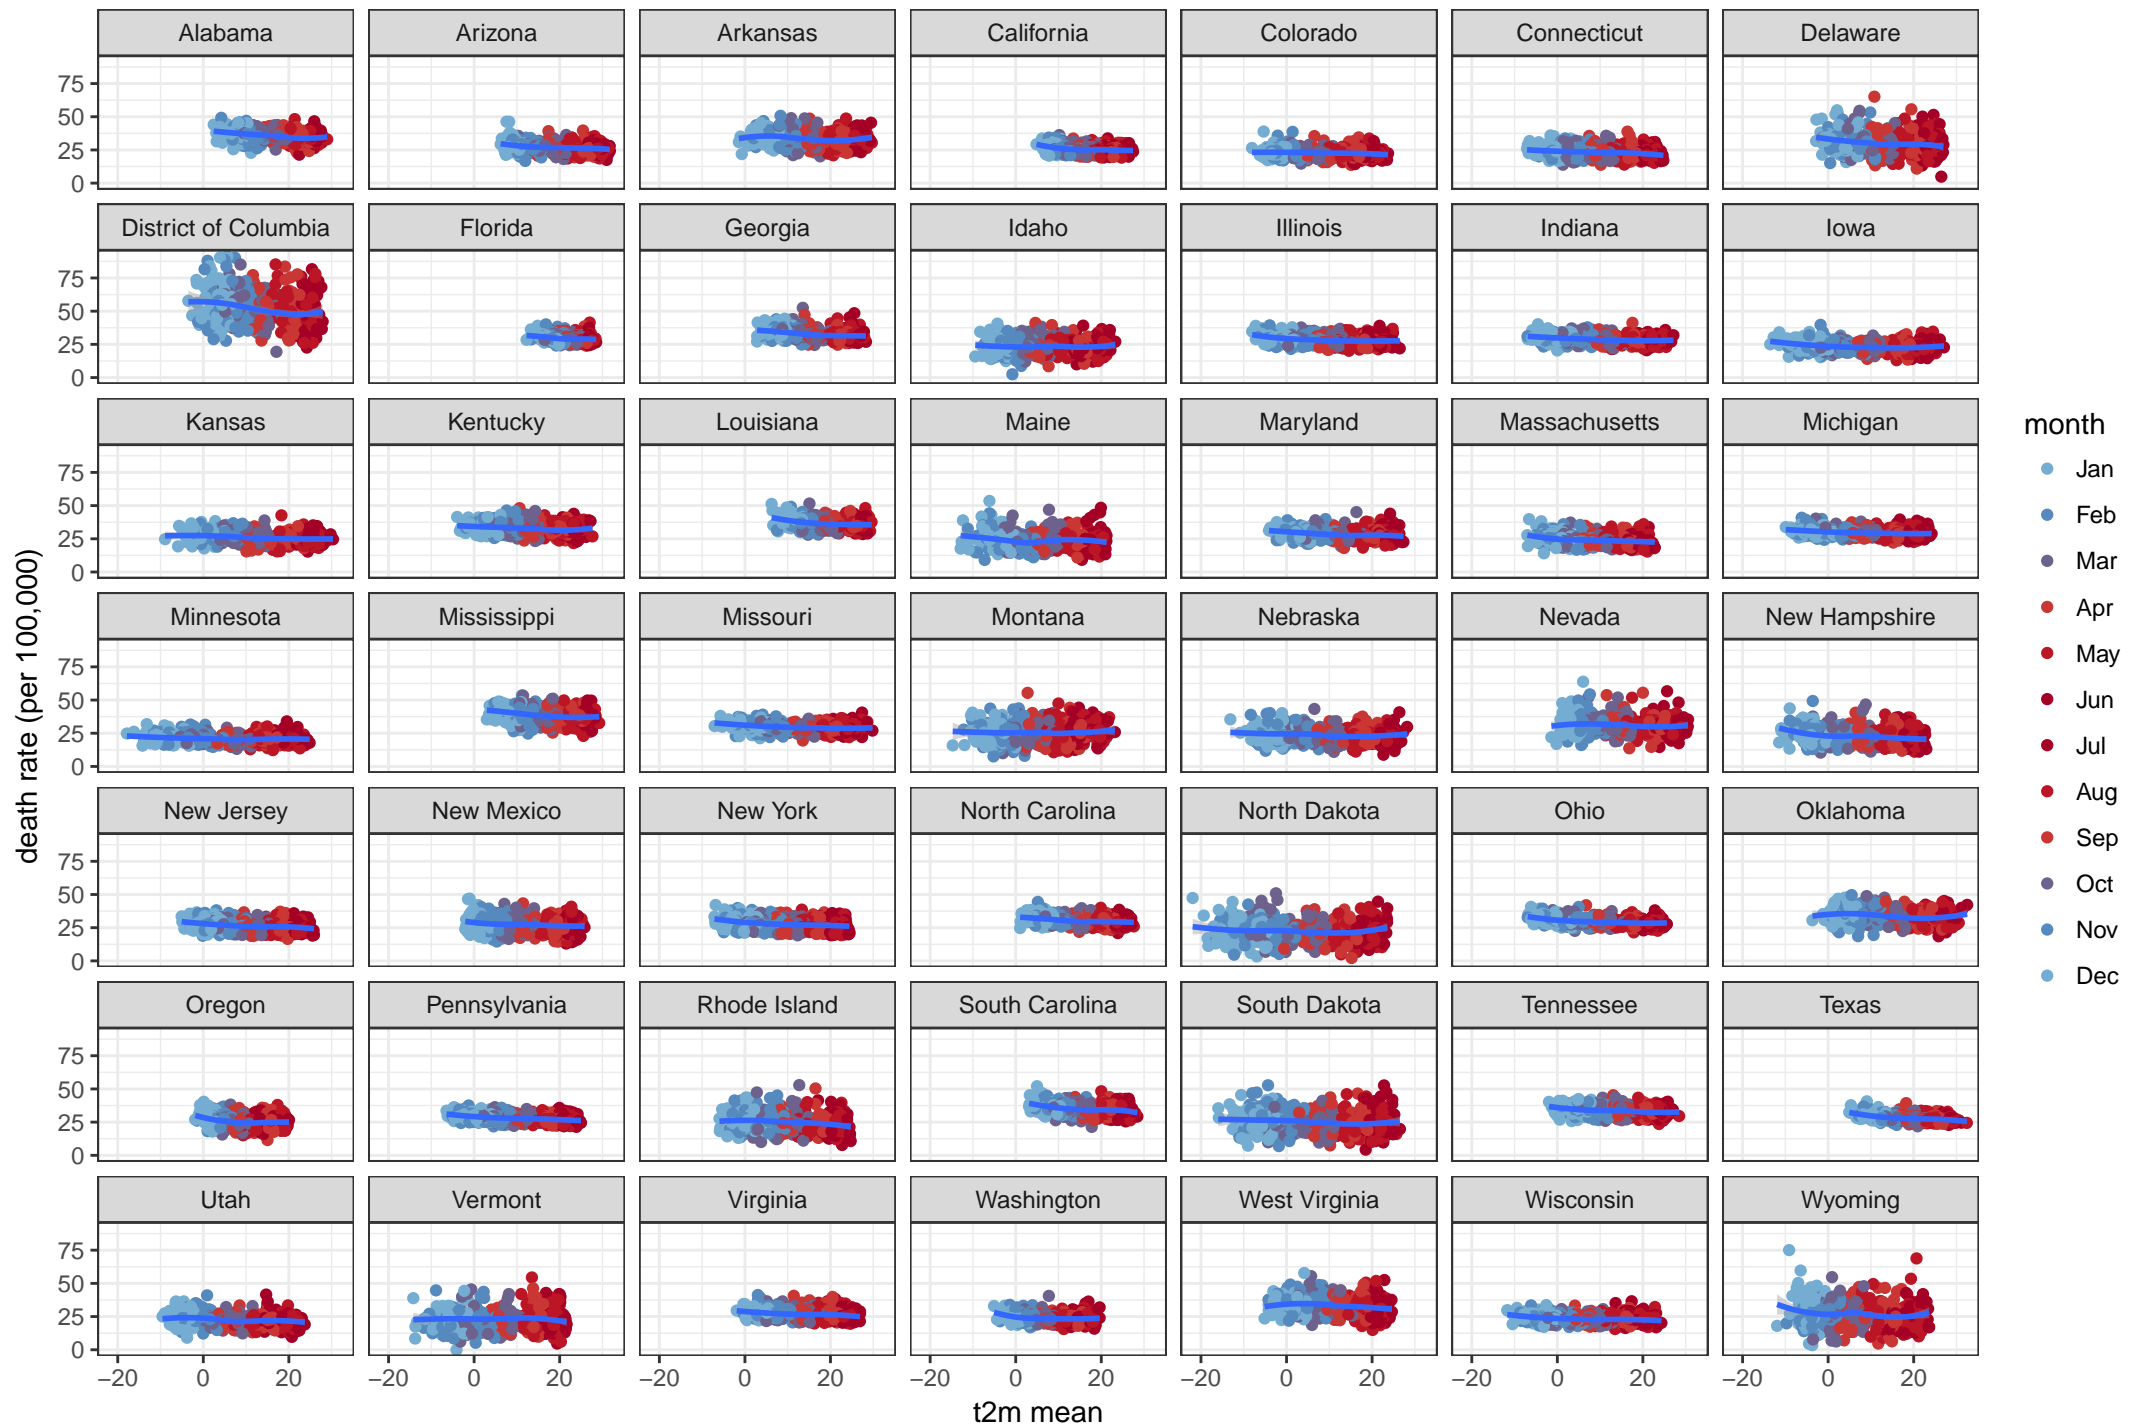 Alabama Arizona Arkansas California Colorado Connecticut Delaware
75
50
25
0
District of Columbia Florida Georgia Idaho Illinois Indiana Iowa
75
50
25
0
Kansas Kentucky Louisiana Maine Maryland Massachusetts Michigan
75
50
25
0
Minnesota Mississippi Missouri Montana Nebraska Nevada New Hampshire
75
50
25
0
New Jersey New Mexico New York North Carolina North Dakota Ohio Oklahoma
75
50
25
0
Oregon Pennsylvania Rhode Island South Carolina South Dakota Tennessee Texas
75
50
25
0
Utah Vermont Virginia Washington West Virginia Wisconsin Wyoming
75
50
25
0
−20 0 20 −20 0 20 −20 0 20 −20 0 20 −20 0 20 −20 0 20 −20 0 20
t2m mean
death rate (per 100,000)
month
Jan
Feb
Mar
Apr
May
Jun
Jul
Aug
Sep
Oct
Nov
Dec